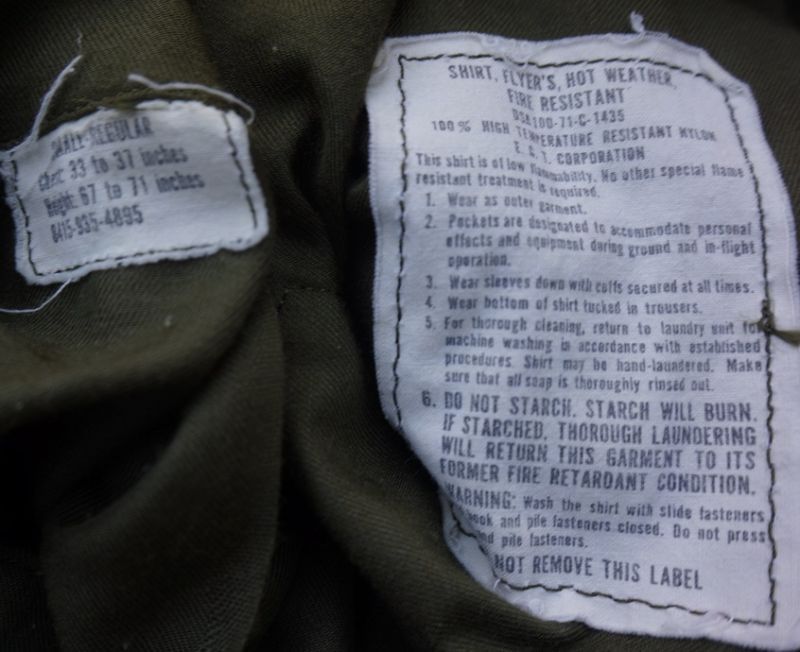 SMALL-REGULAR
Chest: 33 to 37 inches
Height: 67 to 71 inches
8415-935-4895
SHIRT, FLYER'S, HOT WEATHER,
FIRE RESISTANT
DSA100-71-C-1435
100% HIGH TEMPERATURE RESISTANT NYLON
E. S. T. CORPORATION
This shirt is of low flammability. No other special flame
resistant treatment is required.
1. Wear as outer garment.
2. Pockets are designated to accommodate personal
effects and equipment during ground and in-flight
operation.
3. Wear sleeves down with cuffs secured at all times.
4. Wear bottom of shirt tucked in trousers.
5. For thorough cleaning, return to laundry unit for
machine washing in accordance with established
procedures. Shirt may be hand-laundered. Make
sure that all soap is thoroughly rinsed out.
6. DO NOT STARCH. STARCH WILL BURN.
IF STARCHED, THOROUGH LAUNDERING
WILL RETURN THIS GARMENT TO ITS
FORMER FIRE RETARDANT CONDITION.
WARNING: Wash the shirt with slide fasteners
hook and pile fasteners closed. Do not press
and pile fasteners.
NOT REMOVE THIS LABEL